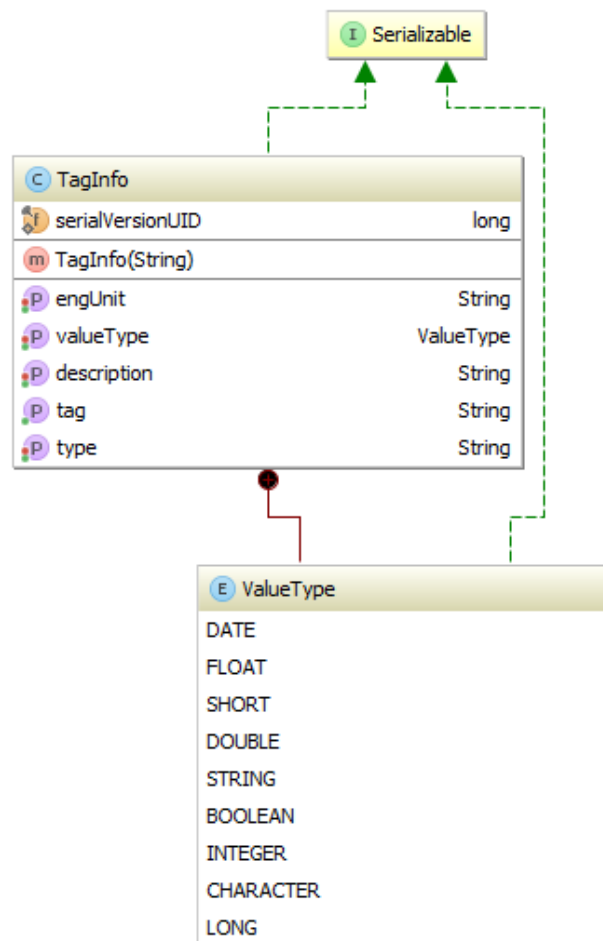 I Serializable
C TagInfo
f serialVersionUID long
m TagInfo(String)
P engUnit String
P valueType ValueType
P description String
P tag String
P type String
E ValueType
DATE
FLOAT
SHORT
DOUBLE
STRING
BOOLEAN
INTEGER
CHARACTER
LONG